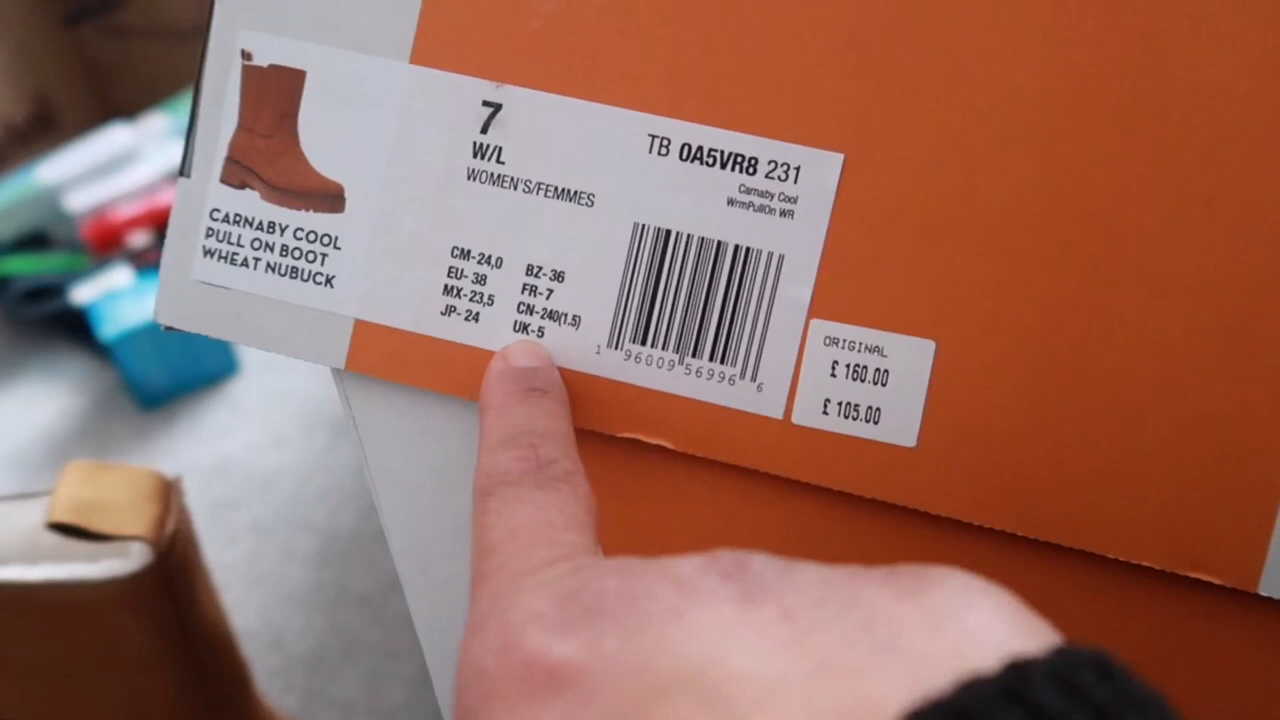 CARNABY COOL
PULL ON BOOT
WHEAT NUBUCK
7
W/L
WOMEN'S/FEMMES
CM-24,0
EU-38
MX-23,5
JP-24
BZ-36
FR-7
CN-240(1.5)
UK-5
TB 0A5VR8 231
Carnaby Cool
WrmPullOn WR
1 96009 56996 6
ORIGINAL
£ 160.00
£ 105.00